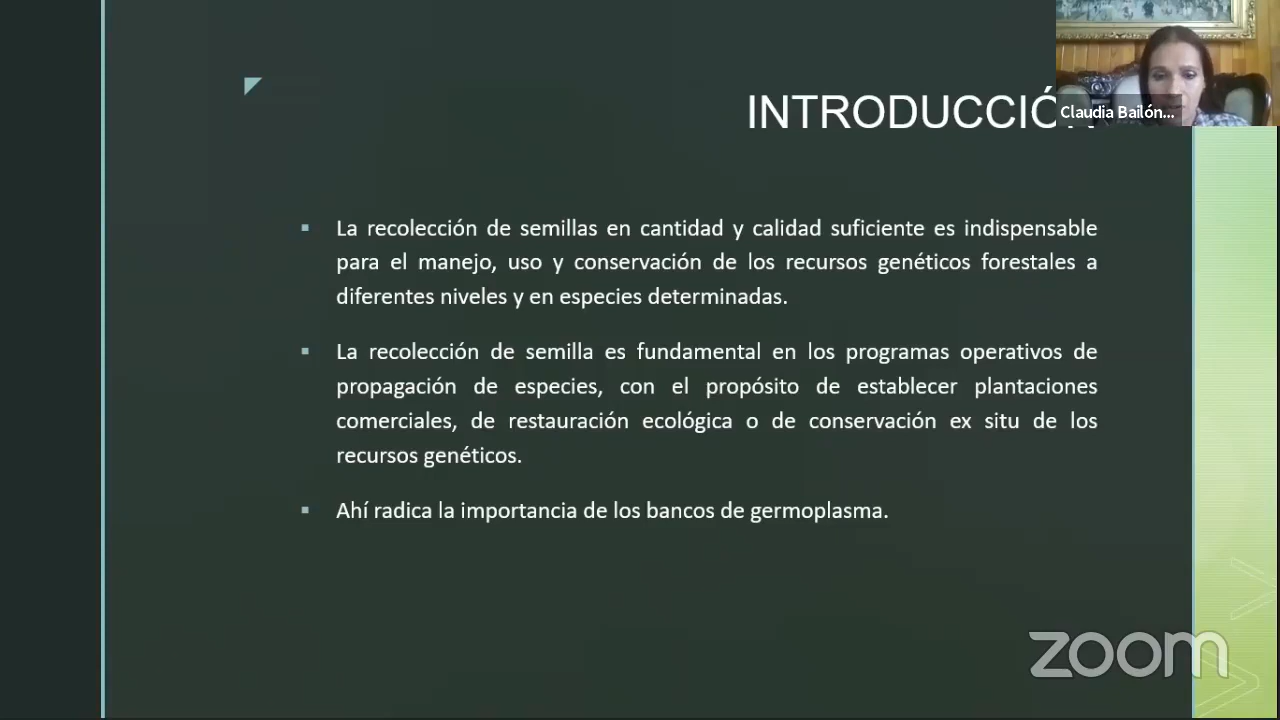 INTRODUCCIÓN
Claudia Bailón...
La recolección de semillas en cantidad y calidad suficiente es indispensable
para el manejo, uso y conservación de los recursos genéticos forestales a
diferentes niveles y en especies determinadas.
La recolección de semilla es fundamental en los programas operativos de
propagación de especies, con el propósito de establecer plantaciones
comerciales, de restauración ecológica o de conservación ex situ de los
recursos genéticos.
Ahí radica la importancia de los bancos de germoplasma.
zoom